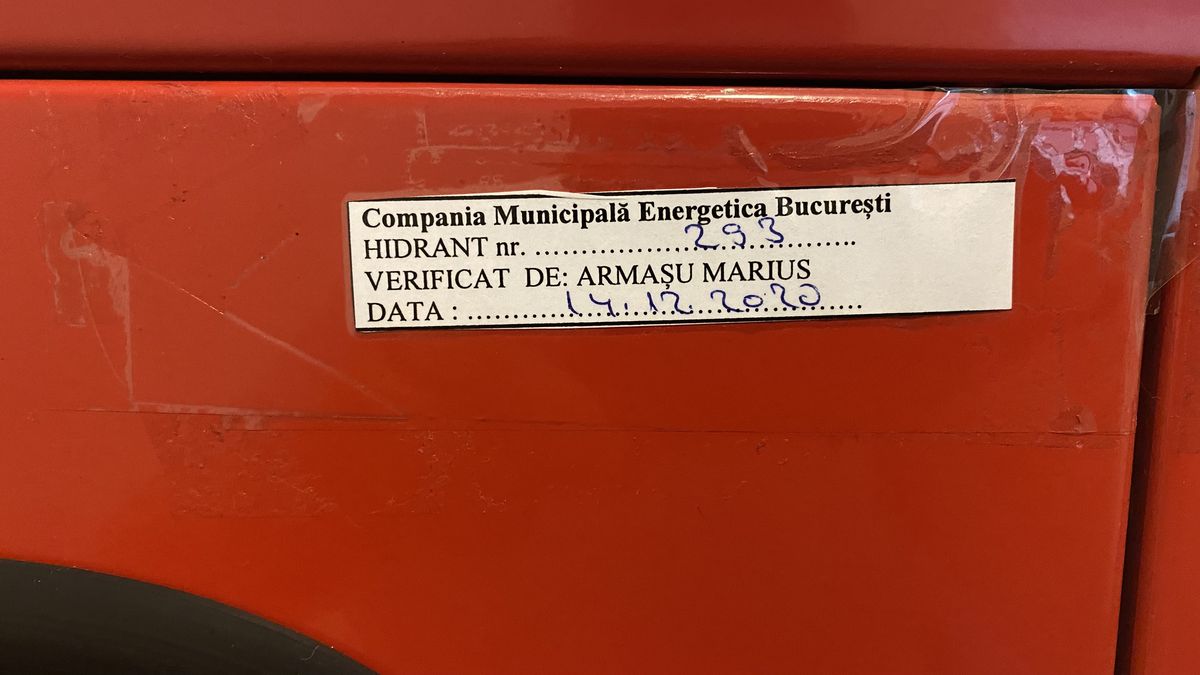 Compania Municipală Energetica București
HIDRANT nr. ........................293..............
VERIFICAT DE: ARMAȘU MARIUS
DATA : ..............14.12.2020.......